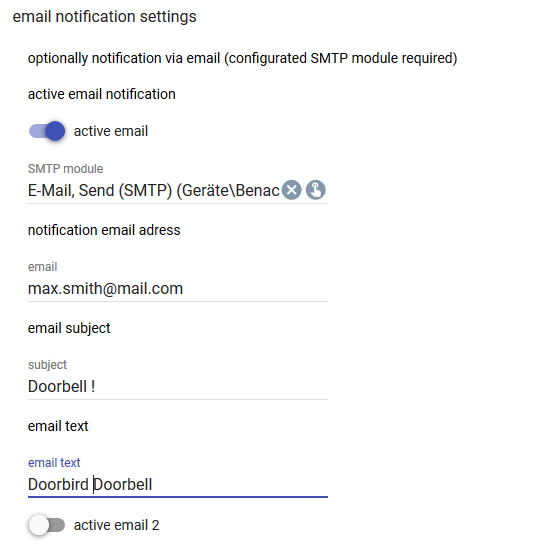 email notification settings
optionally notification via email (configurated SMTP module required)
active email notification
active email
SMTP module
E-Mail, Send (SMTP) (Geräte\Benac
notification email adress
email
max.smith@mail.com
email subject
subject
Doorbell !
email text
email text
Doorbird Doorbell
active email 2